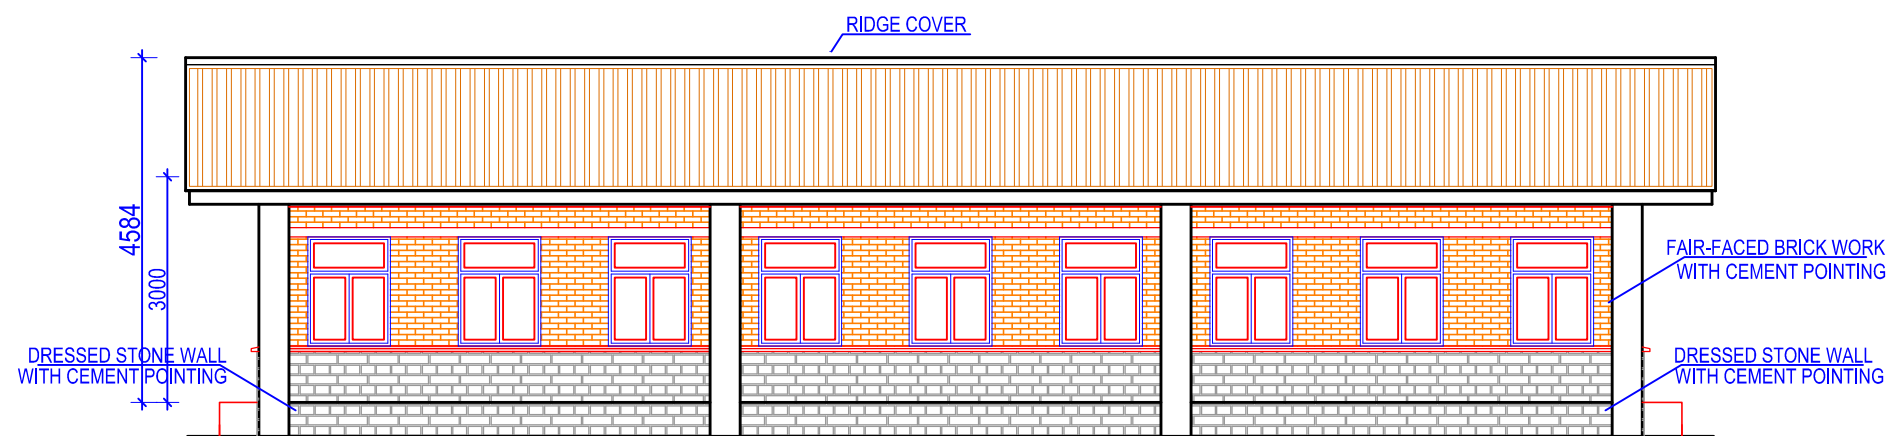 RIDGE COVER
4584
3000
FAIR-FACED BRICK WORK
WITH CEMENT POINTING
DRESSED STONE WALL
WITH CEMENT POINTING
DRESSED STONE WALL
WITH CEMENT POINTING